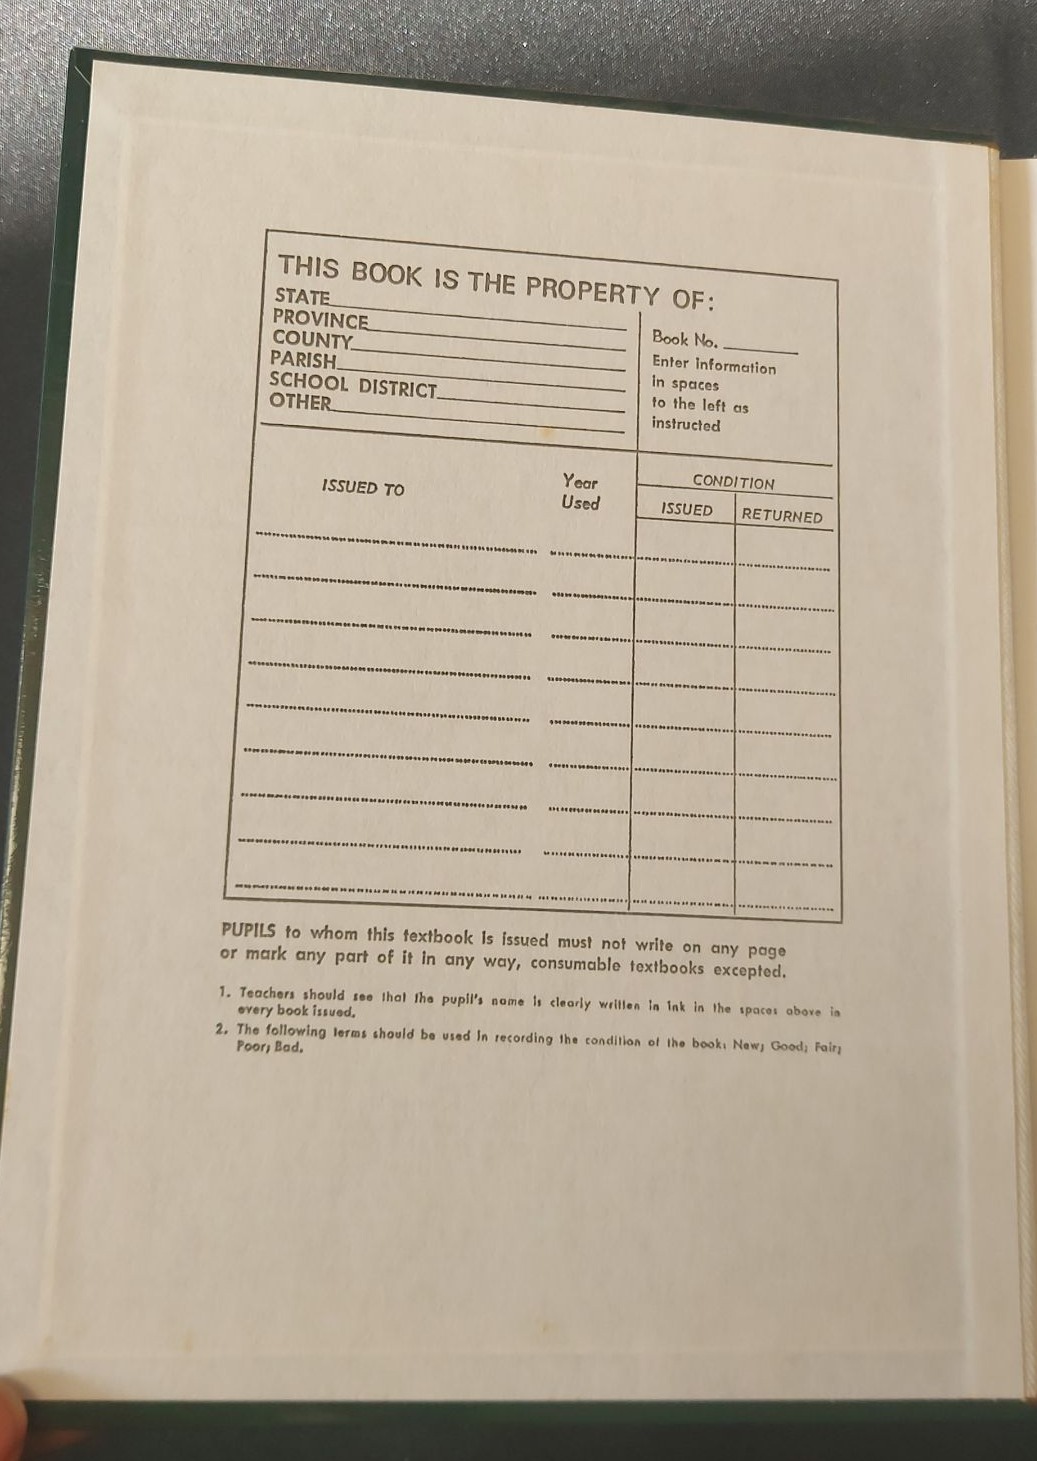 THIS BOOK IS THE PROPERTY OF:
STATE
PROVINCE
COUNTY
PARISH
SCHOOL DISTRICT
OTHER
Book No.
Enter information
in spaces
to the left as
instructed
ISSUED TO
Year
Used
CONDITION
ISSUED
RETURNED
PUPILS to whom this textbook is issued must not write on any page
or mark any part of it in any way, consumable textbooks excepted.
1. Teachers should see that the pupil's name is clearly written in ink in the spaces above in
every book issued.
2. The following terms should be used in recording the condition of the book: New; Good; Fair;
Poor; Bad.